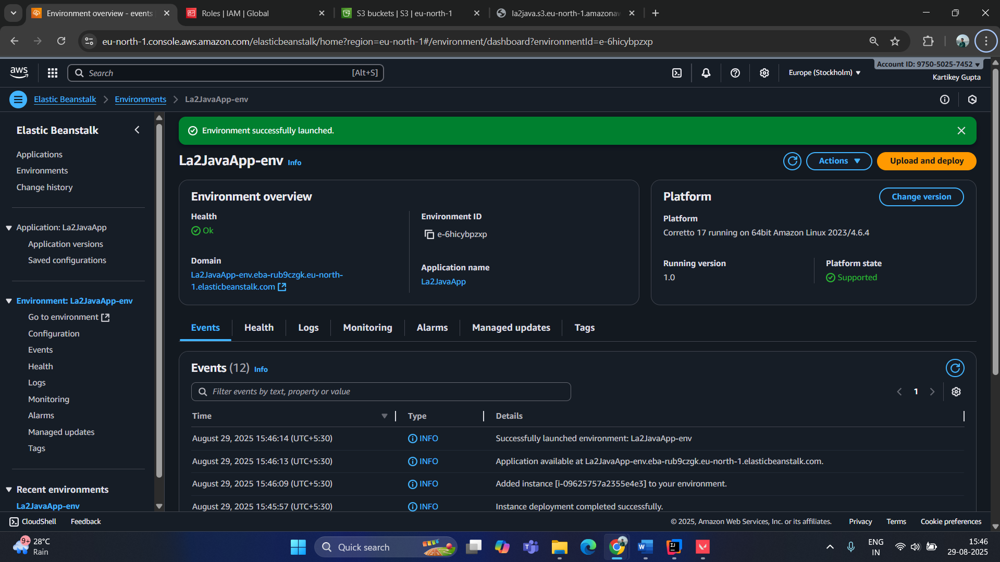 Environment overview - events
Roles | IAM | Global
S3 buckets | S3 | eu-north-1
la2java.s3.eu-north-1.amazonaw
eu-north-1.console.aws.amazon.com/elasticbeanstalk/home?region=eu-north-1#/environment/dashboard?environmentId=e-6hicybpzxp
aws
Search
[Alt+S]
Europe (Stockholm)
Account ID: 9750-5025-7452
Kartikey Gupta
Elastic Beanstalk
Environments
La2JavaApp-env
Elastic Beanstalk
Applications
Environments
Change history
Application: La2JavaApp
Application versions
Saved configurations
Environment: La2JavaApp-env
Go to environment
Configuration
Events
Health
Logs
Monitoring
Alarms
Managed updates
Tags
Recent environments
La2JavaApp-env
Environment successfully launched.
La2JavaApp-env Info
Actions
Upload and deploy
Environment overview
Health
Ok
Domain
La2JavaApp-env.eba-rub9czgk.eu-north-
1.elasticbeanstalk.com
Environment ID
e-6hicybpzxp
Application name
La2JavaApp
Platform
Change version
Platform
Corretto 17 running on 64bit Amazon Linux 2023/4.6.4
Running version
1.0
Platform state
Supported
Events
Health
Logs
Monitoring
Alarms
Managed updates
Tags
Events (12) Info
Filter events by text, property or value
1
Time Type Details
August 29, 2025 15:46:14 (UTC+5:30) INFO Successfully launched environment: La2JavaApp-env
August 29, 2025 15:46:13 (UTC+5:30) INFO Application available at La2JavaApp-env.eba-rub9czgk.eu-north-1.elasticbeanstalk.com.
August 29, 2025 15:46:09 (UTC+5:30) INFO Added instance [i-09625757a2355e4e3] to your environment.
August 29, 2025 15:45:57 (UTC+5:30) INFO Instance deployment completed successfully.
CloudShell
Feedback
© 2025, Amazon Web Services, Inc. or its affiliates.
Privacy
Terms
Cookie preferences
9+
28°C
Rain
Quick search
ENG
IN
15:46
29-08-2025